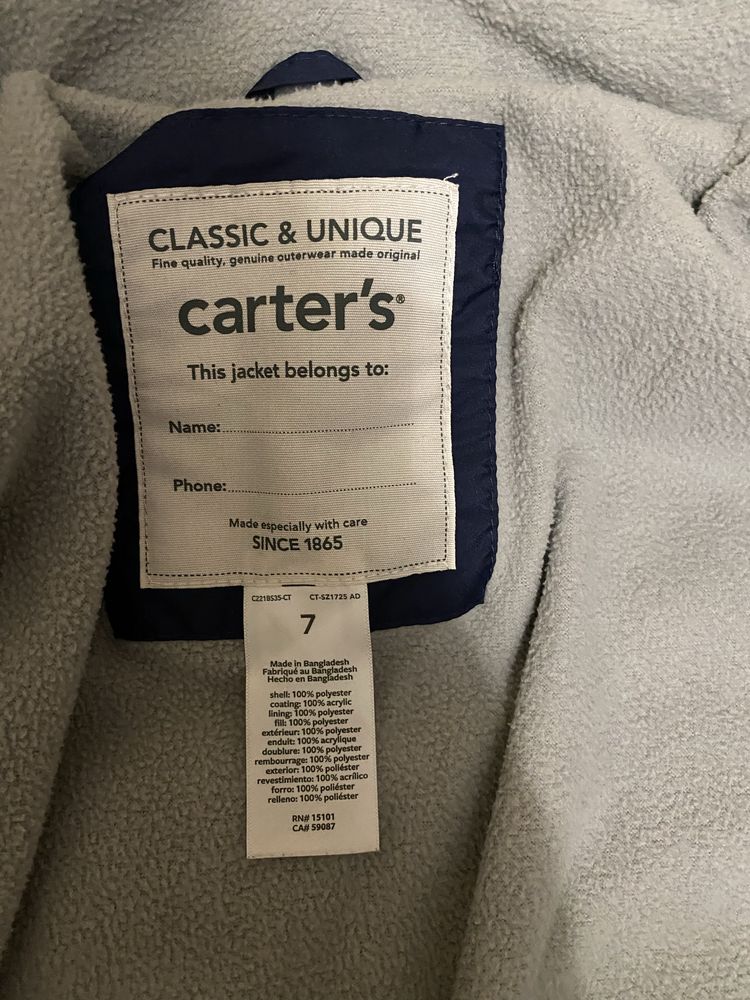 CLASSIC & UNIQUE
Fine quality, genuine outerwear made original
carter's®
This jacket belongs to:
Name:
Phone:
Made especially with care
SINCE 1865
C221BS35-CT CT-SZ1725 AD
7
Made in Bangladesh
Fabriqué au Bangladesh
Hecho en Bangladesh
shell: 100% polyester
coating: 100% acrylic
lining: 100% polyester
fill: 100% polyester
extérieur: 100% polyester
enduit: 100% acrylique
doublure: 100% polyester
rembourrage: 100% polyester
exterior: 100% poliéster
revestimiento: 100% acrílico
forro: 100% poliéster
relleno: 100% poliéster
RN# 15101
CA# 59087